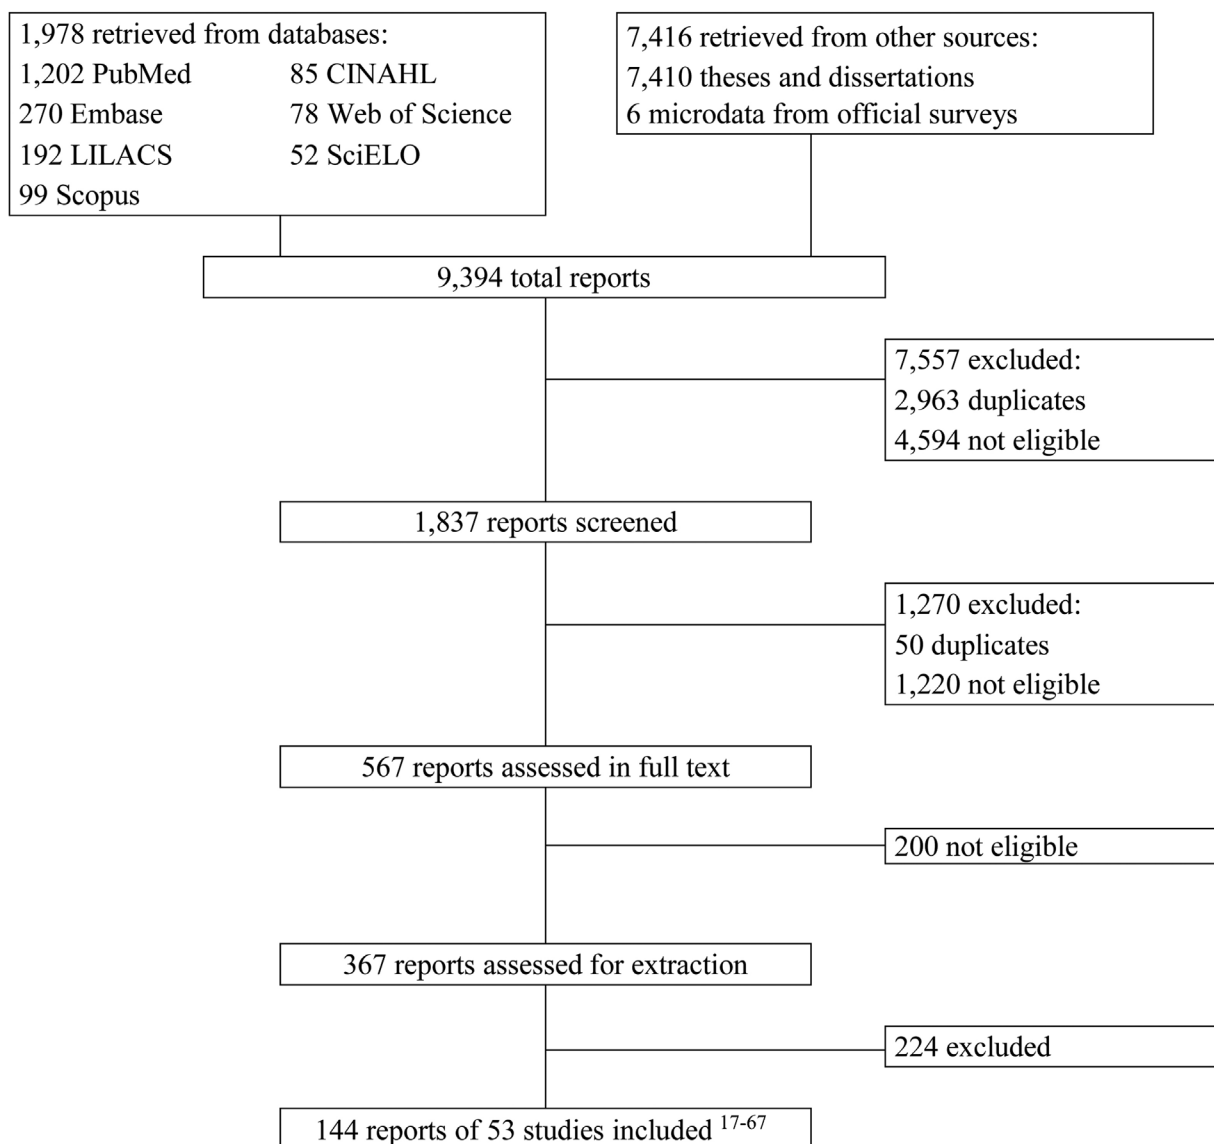 1,978 retrieved from databases:
1,202 PubMed 85 CINAHL
270 Embase 78 Web of Science
192 LILACS 52 SciELO
99 Scopus
7,416 retrieved from other sources:
7,410 theses and dissertations
6 microdata from official surveys
9,394 total reports
7,557 excluded:
2,963 duplicates
4,594 not eligible
1,837 reports screened
1,270 excluded:
50 duplicates
1,220 not eligible
567 reports assessed in full text
200 not eligible
367 reports assessed for extraction
224 excluded
144 reports of 53 studies included 17-67